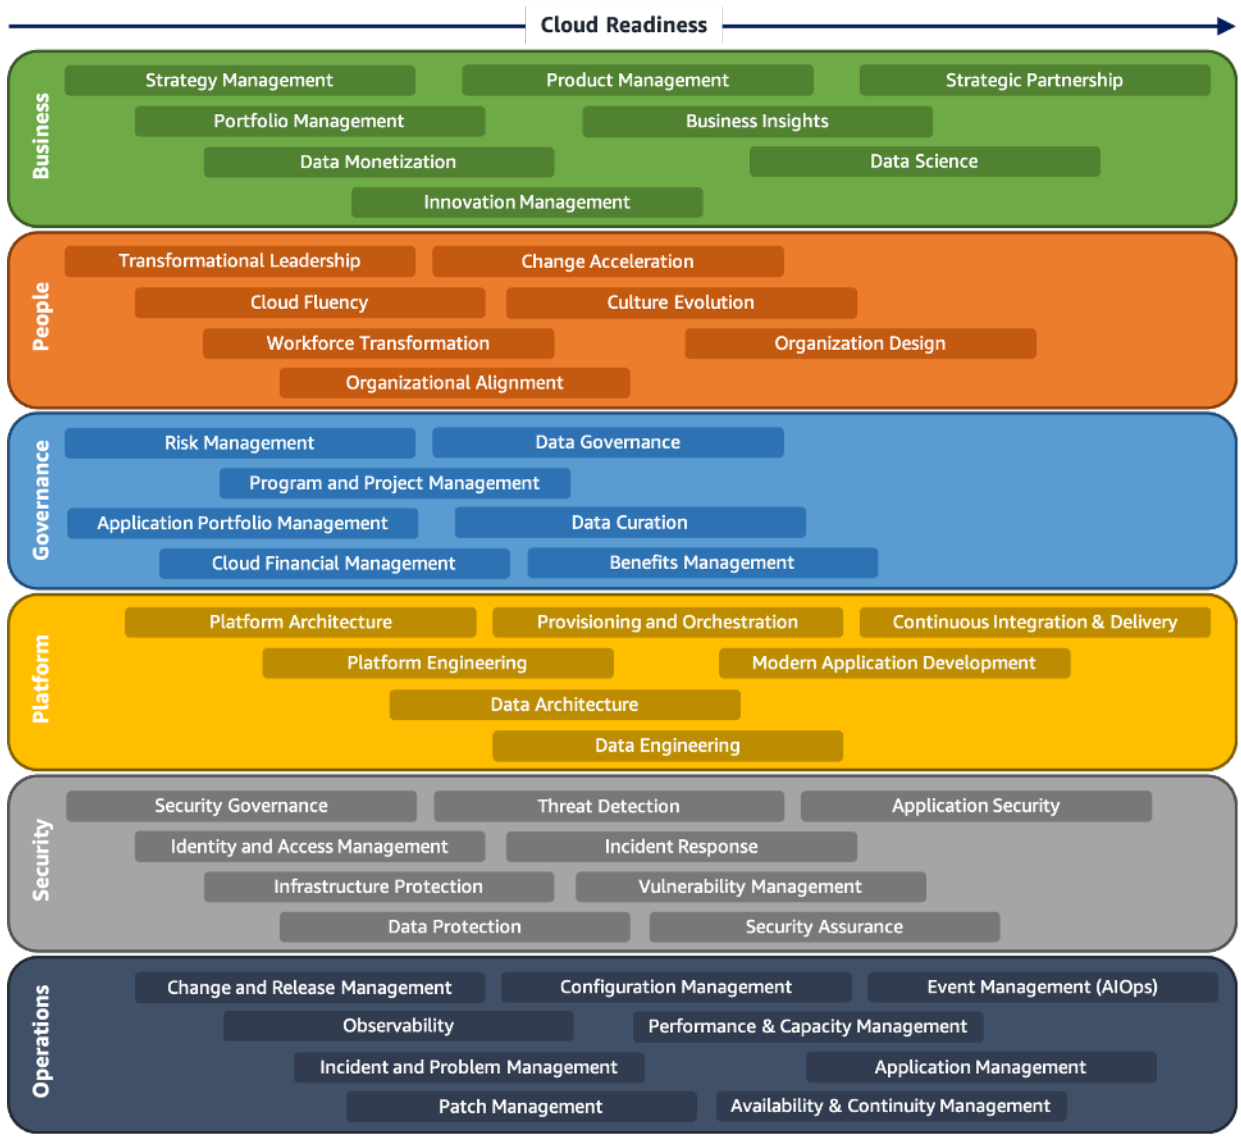 Cloud Readiness
Business
Strategy Management
Product Management
Strategic Partnership
Portfolio Management
Business Insights
Data Monetization
Data Science
Innovation Management
People
Transformational Leadership
Change Acceleration
Cloud Fluency
Culture Evolution
Workforce Transformation
Organization Design
Organizational Alignment
Governance
Risk Management
Data Governance
Program and Project Management
Application Portfolio Management
Data Curation
Cloud Financial Management
Benefits Management
Platform
Platform Architecture
Provisioning and Orchestration
Continuous Integration & Delivery
Platform Engineering
Modern Application Development
Data Architecture
Data Engineering
Security
Security Governance
Threat Detection
Application Security
Identity and Access Management
Incident Response
Infrastructure Protection
Vulnerability Management
Data Protection
Security Assurance
Operations
Change and Release Management
Configuration Management
Event Management (AIOps)
Observability
Performance & Capacity Management
Incident and Problem Management
Application Management
Patch Management
Availability & Continuity Management